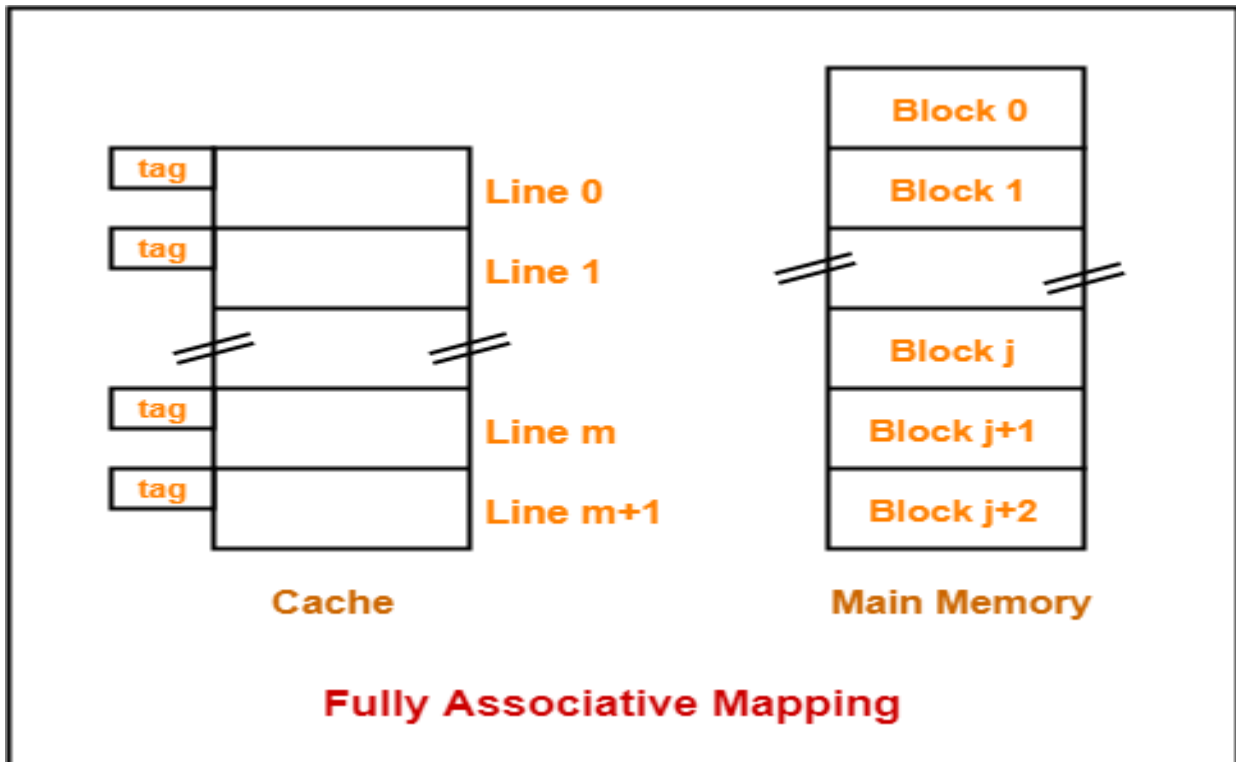 tag
Line 0
tag
Line 1
tag
Line m
tag
Line m+1
Cache
Block 0
Block 1
Block j
Block j+1
Block j+2
Main Memory
Fully Associative Mapping